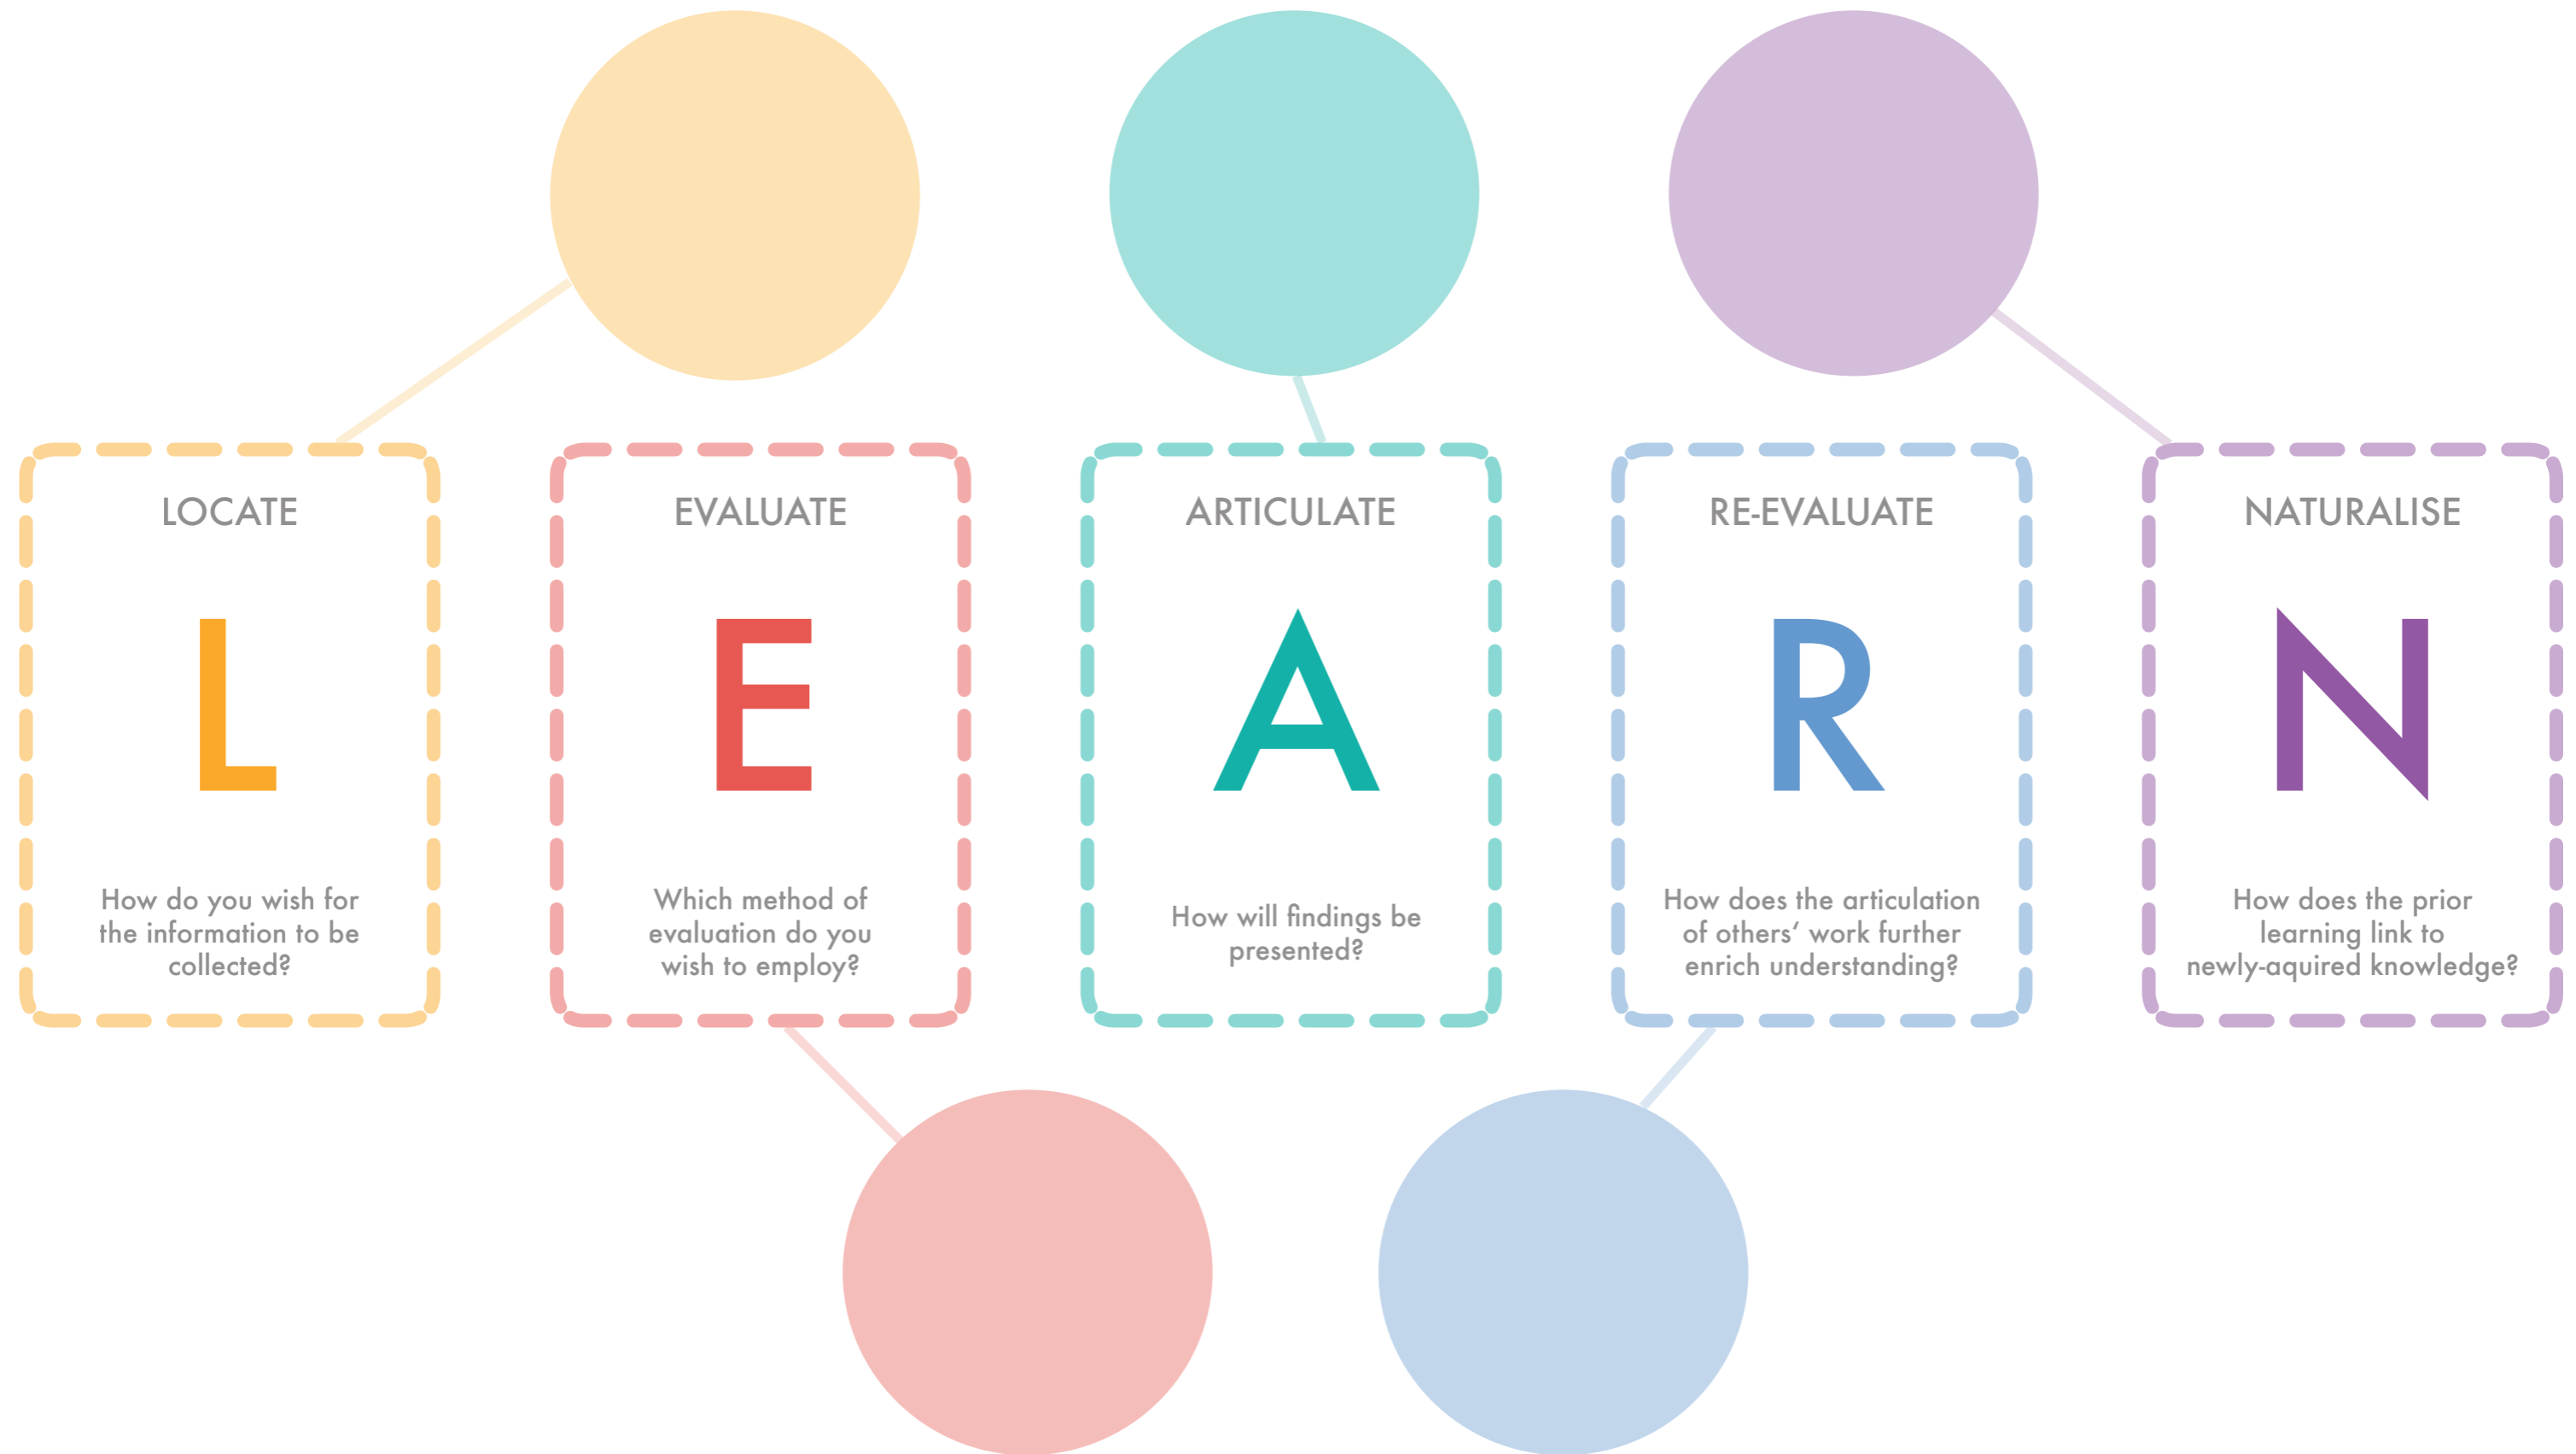 LOCATE
L
How do you wish for
the information to be
collected?
EVALUATE
E
Which method of
evaluation do you
wish to employ?
ARTICULATE
A
How will findings be
presented?
RE-EVALUATE
R
How does the articulation
of others‘ work further
enrich understanding?
NATURALISE
N
How does the prior
learning link to
newly-aquired knowledge?